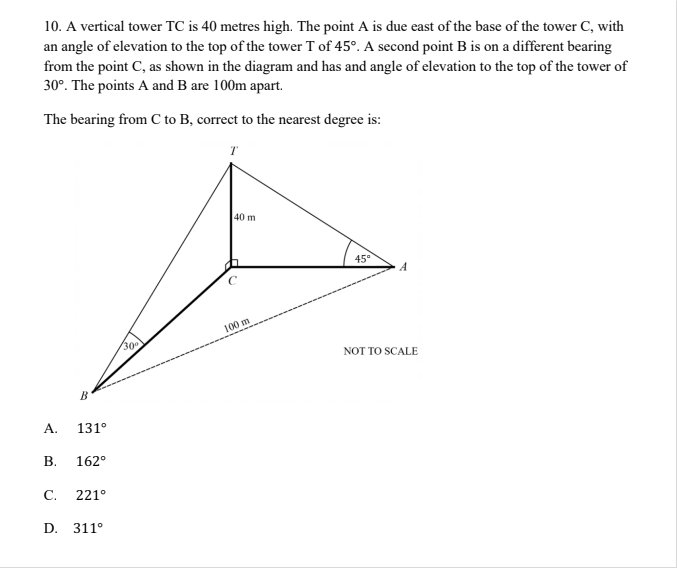 10. A vertical tower TC is 40 metres high. The point A is due east of the base of the tower C, with
an angle of elevation to the top of the tower T of 45°. A second point B is on a different bearing
from the point C, as shown in the diagram and has and angle of elevation to the top of the tower of
30°. The points A and B are 100m apart.
The bearing from C to B, correct to the nearest degree is:
T
40 m
45°
A
C
100 m
30°
NOT TO SCALE
B
A. 131°
B. 162°
C. 221°
D. 311°